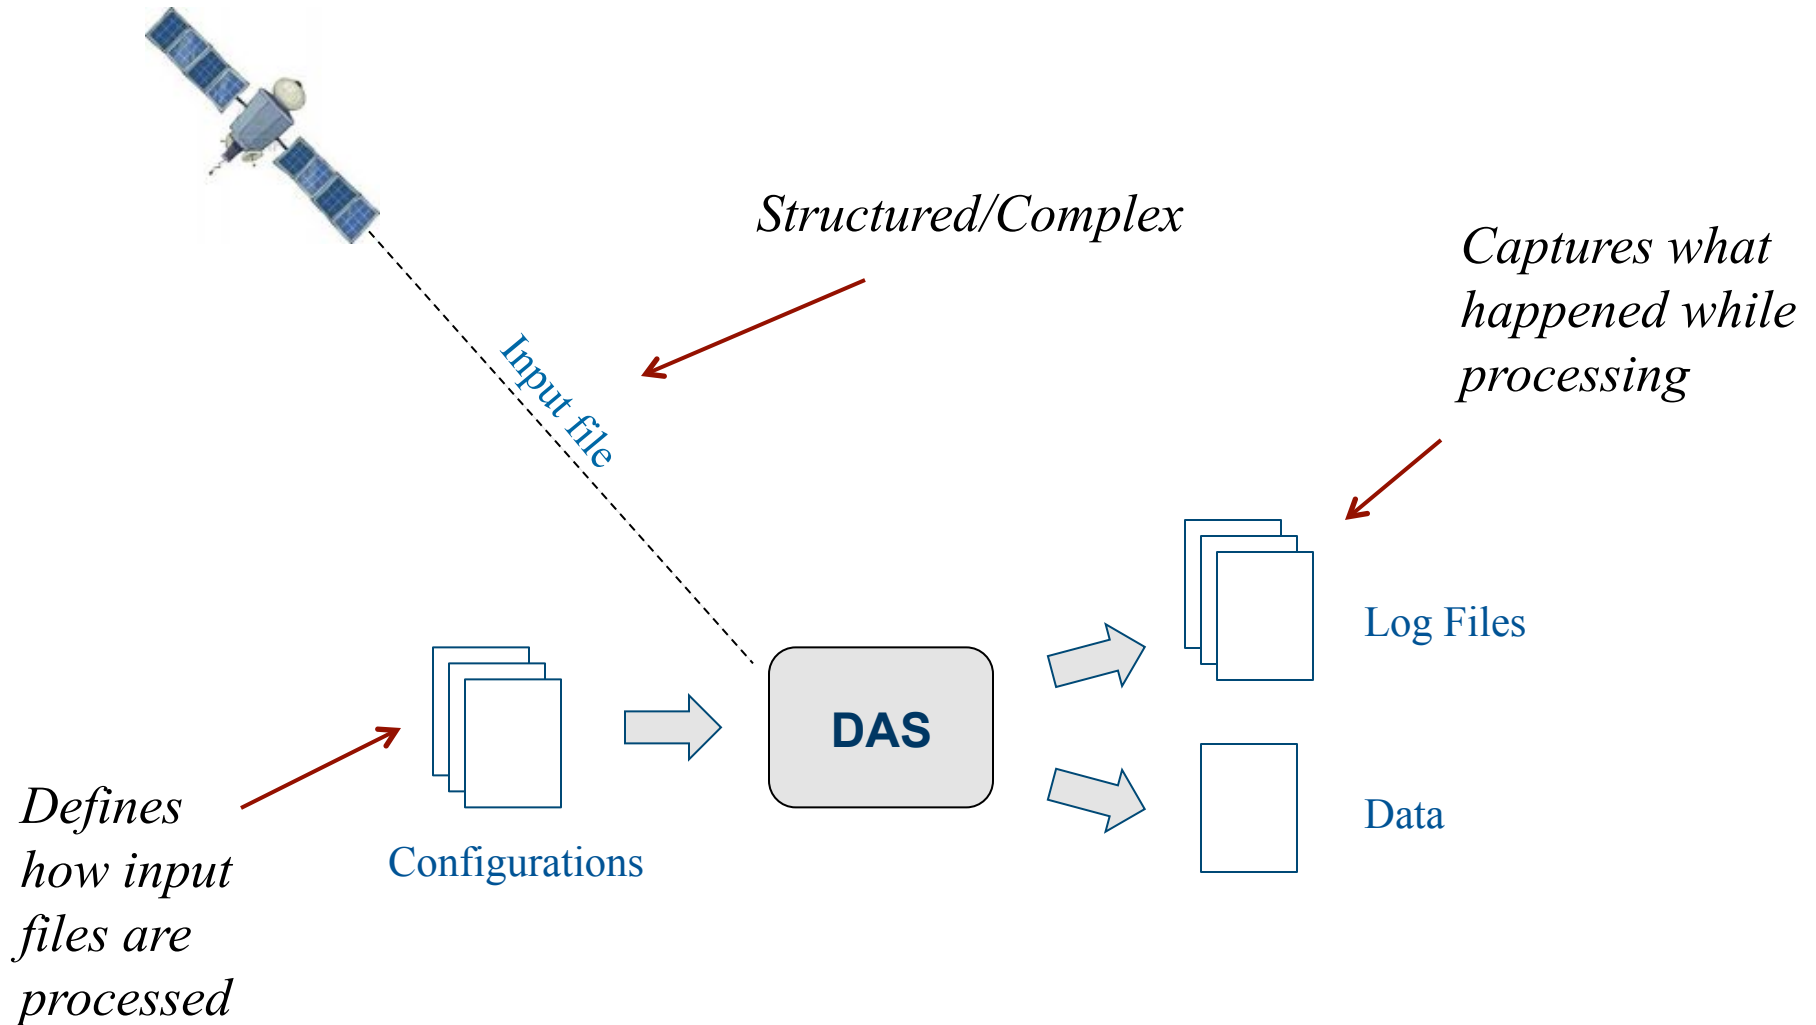 Structured/Complex
Captures what
happened while
processing
Input file
Log Files
DAS
Data
Configurations
Defines
how input
files are
processed